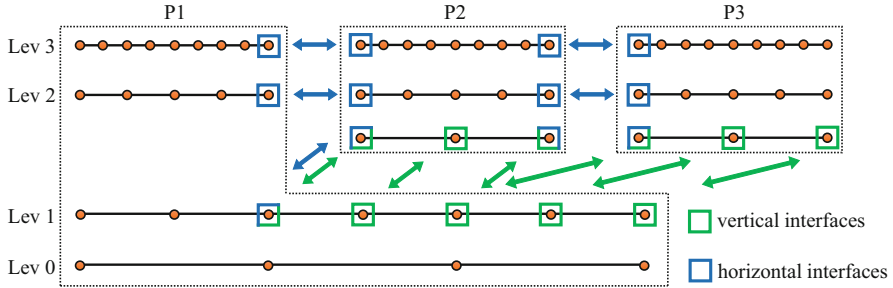 P1 P2 P3
Lev 3
Lev 2
Lev 1
vertical interfaces
Lev 0
horizontal interfaces